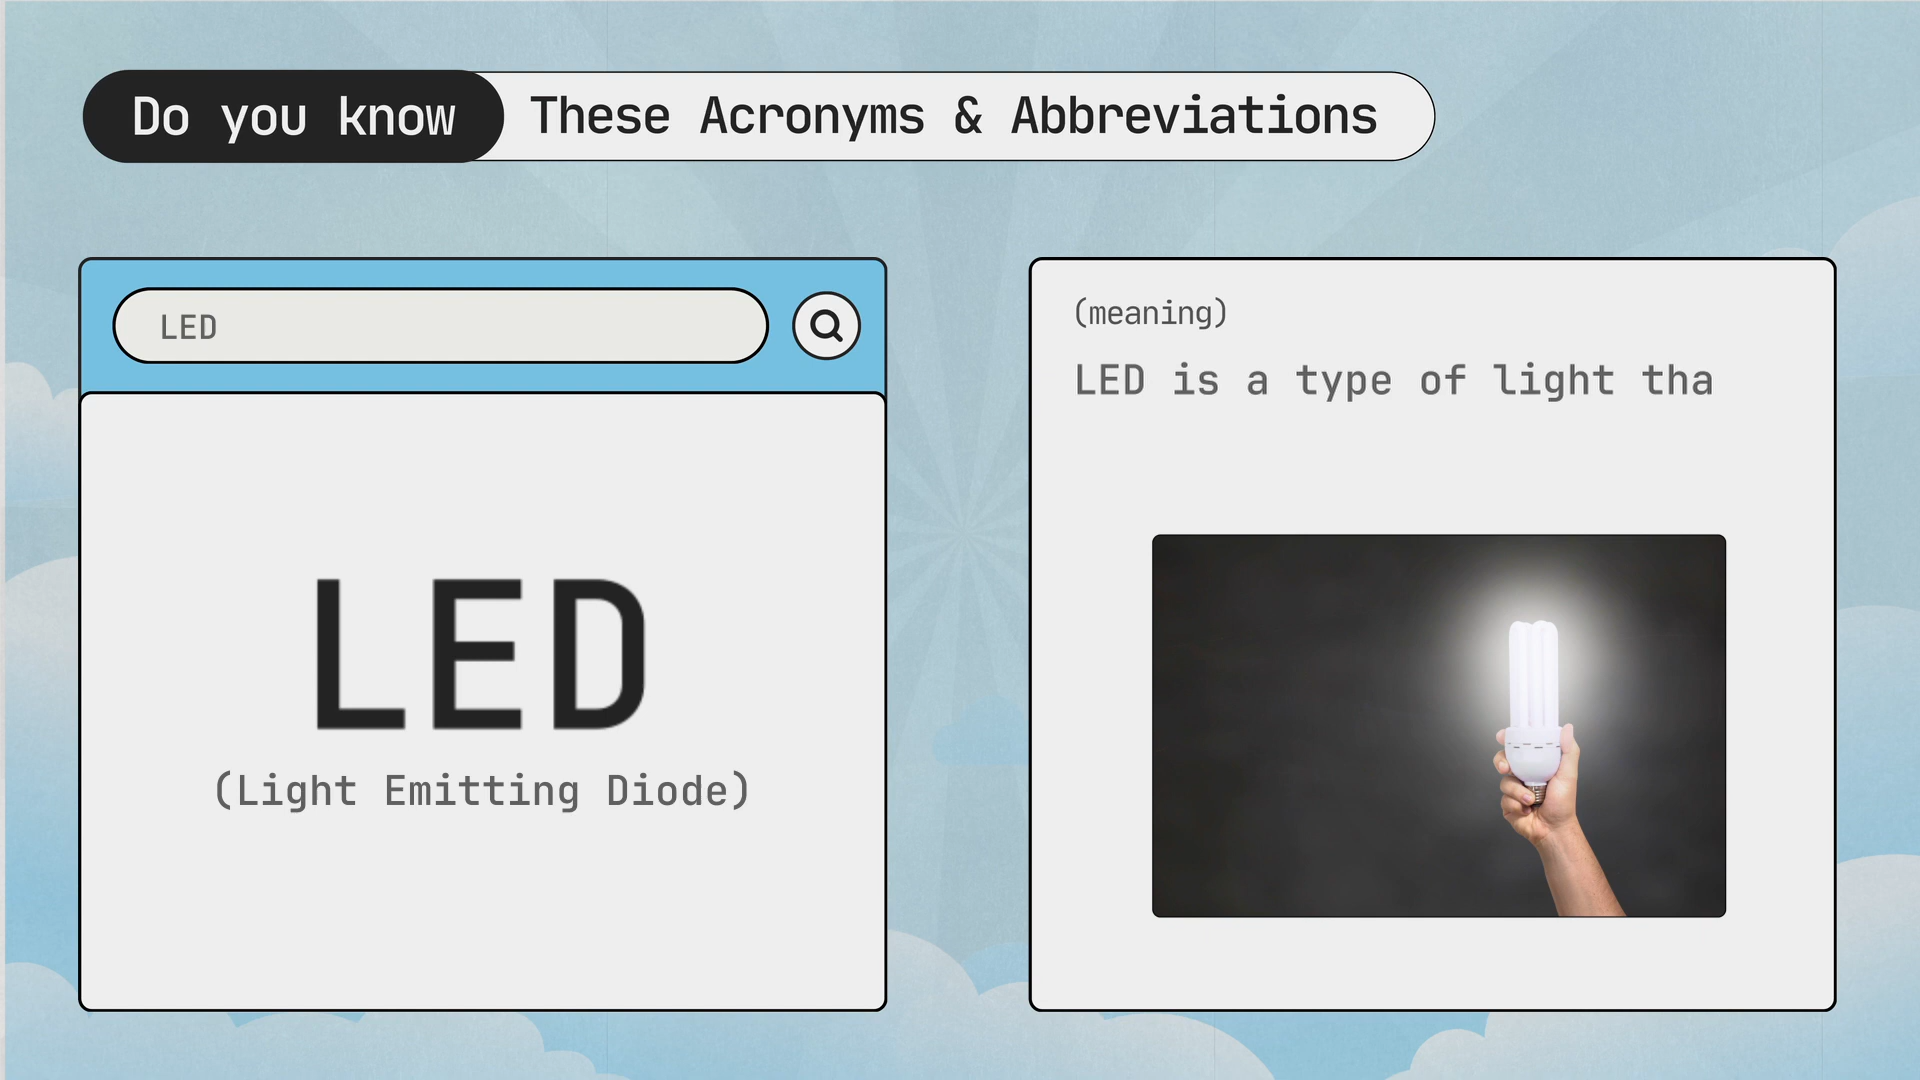 Do you know These Acronyms & Abbreviations
LED
LED
(Light Emitting Diode)
(meaning)
LED is a type of light tha